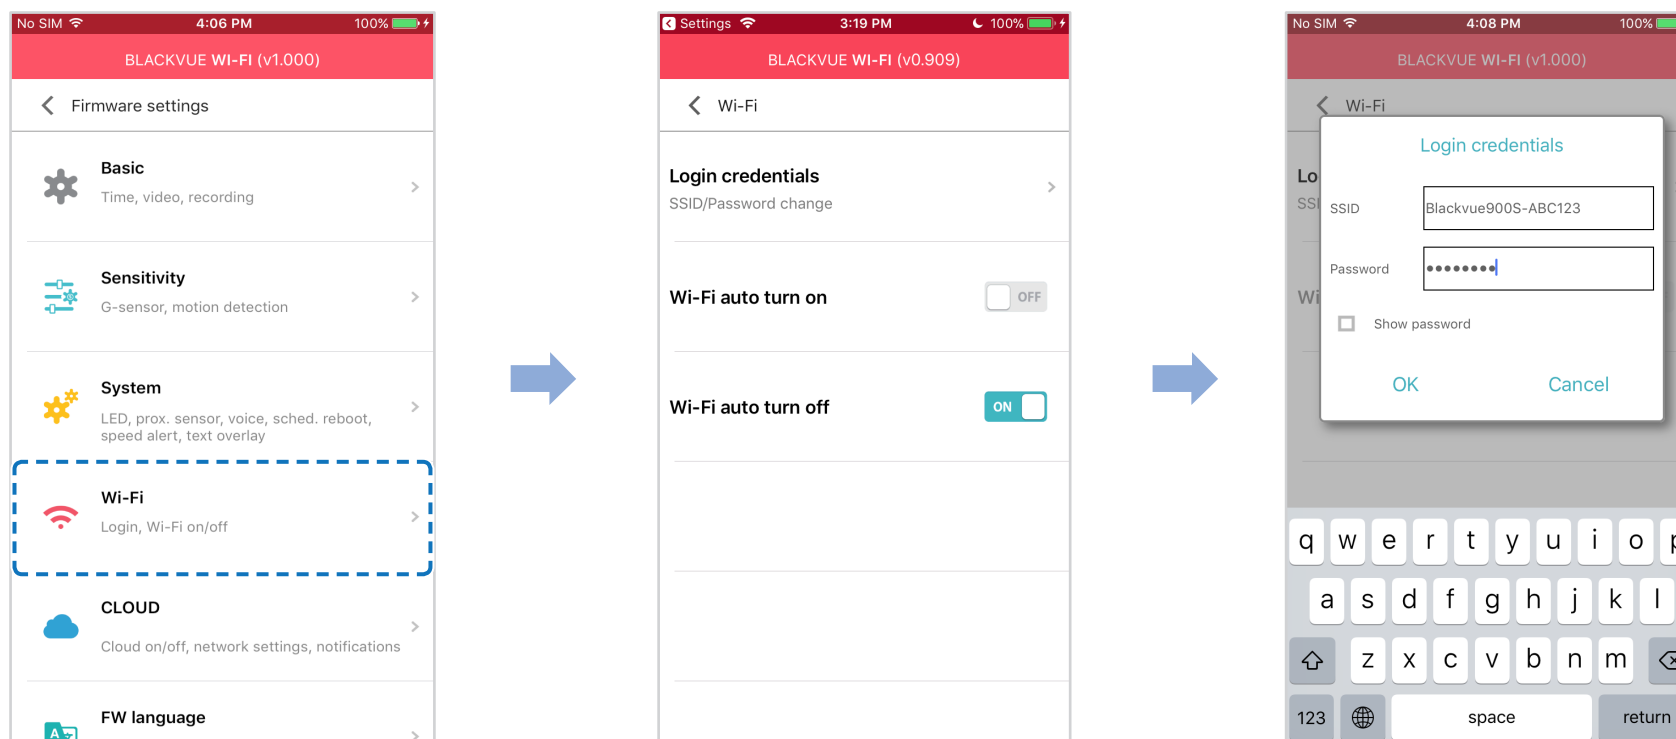 No SIM 4:06 PM 100%
BLACKVUE WI-FI (v1.000)
Firmware settings
Basic
Time, video, recording
Sensitivity
G-sensor, motion detection
System
LED, prox. sensor, voice, sched. reboot,
speed alert, text overlay
Wi-Fi
Login, Wi-Fi on/off
CLOUD
Cloud on/off, network settings, notifications
FW language
A
Settings 3:19 PM 100%
BLACKVUE WI-FI (v0.909)
Wi-Fi
Login credentials
SSID/Password change
Wi-Fi auto turn on
OFF
Wi-Fi auto turn off
ON
No SIM 4:08 PM 100%
BLACKVUE WI-FI (v1.000)
Wi-Fi
Lo
SSI
Wi
Login credentials
SSID Blackvue900S-ABC123
Password ••••••••
Show password
OK Cancel
q w e r t y u i o p
a s d f g h j k l
z x c v b n m
123 space return